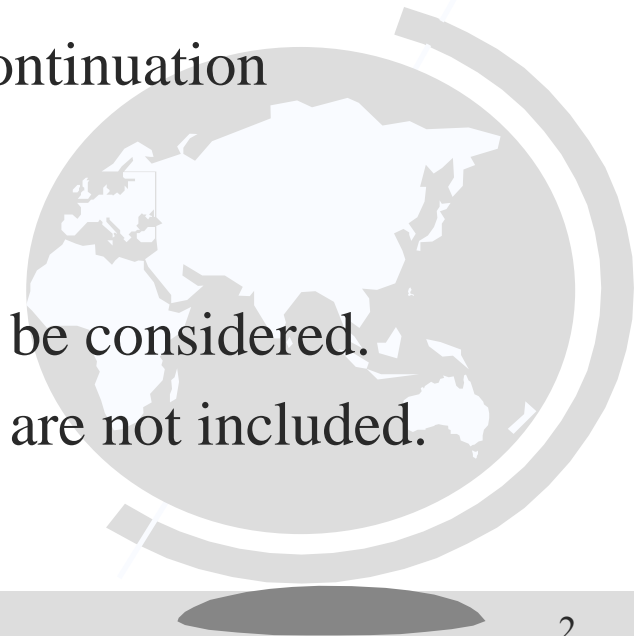 ontinuation
be considered.
are not included.
2